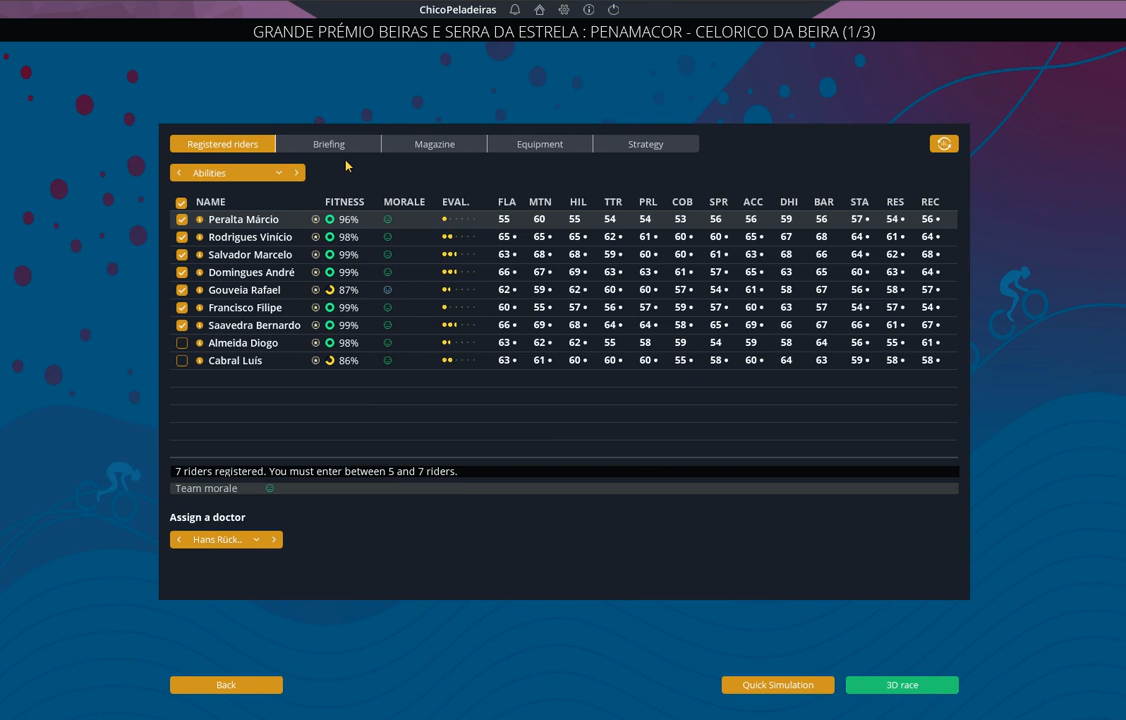 ChicoPeladeiras
GRANDE PRÉMIO BEIRAS E SERRA DA ESTRELA : PENAMACOR - CELORICO DA BEIRA (1/3)
Registered riders Briefing Magazine Equipment Strategy
Abilities
NAME FITNESS MORALE EVAL. FLA MTN HIL TTR PRL COB SPR ACC DHI BAR STA RES REC
Peralta Márcio 96% 55 60 55 54 54 53 56 56 59 56 57 54 56
Rodrigues Vinício 98% 65 65 65 62 61 60 60 65 67 68 64 61 64
Salvador Marcelo 99% 63 68 68 59 60 60 61 63 68 66 64 62 68
Domingues André 99% 66 67 69 63 63 61 57 65 63 65 60 63 64
Gouveia Rafael 87% 62 59 62 60 60 57 54 61 58 67 56 58 57
Francisco Filipe 99% 60 55 57 56 57 59 57 60 63 57 54 57 54
Saavedra Bernardo 99% 66 69 68 64 64 58 65 69 66 67 66 61 67
Almeida Diogo 98% 63 62 62 55 58 59 54 59 58 64 56 55 61
Cabral Luís 86% 63 61 60 60 60 55 58 60 64 63 59 58 58
7 riders registered. You must enter between 5 and 7 riders.
Team morale
Assign a doctor
Hans Rück..
Back Quick Simulation 3D race